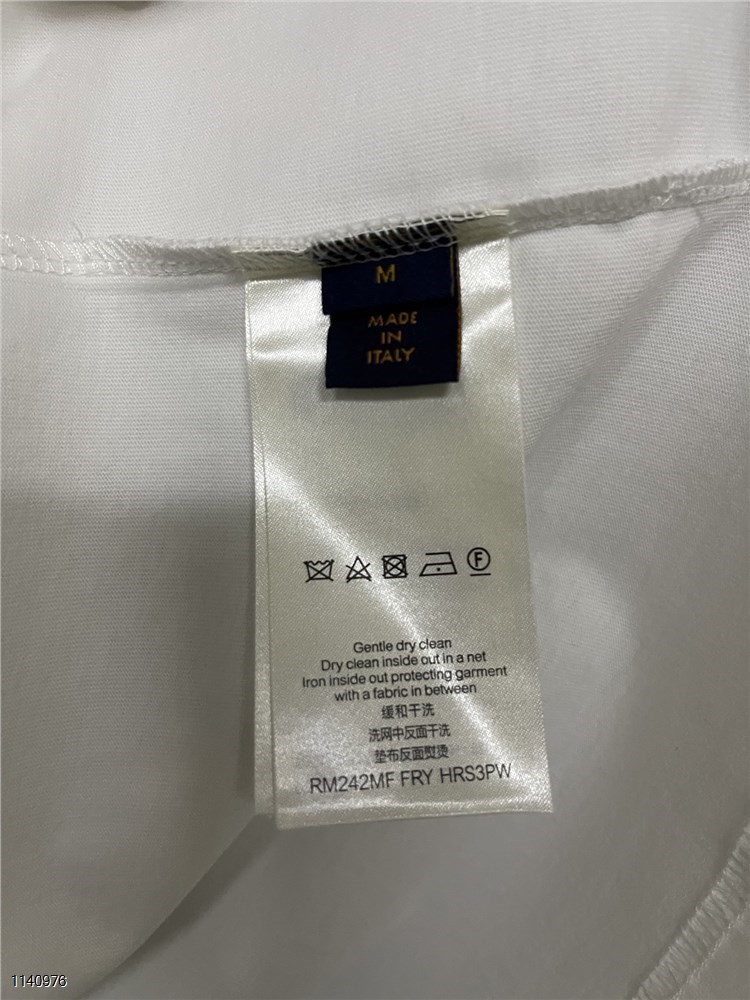 M
MADE
IN
ITALY
F
Gentle dry clean
Dry clean inside out in a net
Iron inside out protecting garment
with a fabric in between
缓和干洗
洗网中反面干洗
垫布反面熨烫
RM242MF FRY HRS3PW
1140976